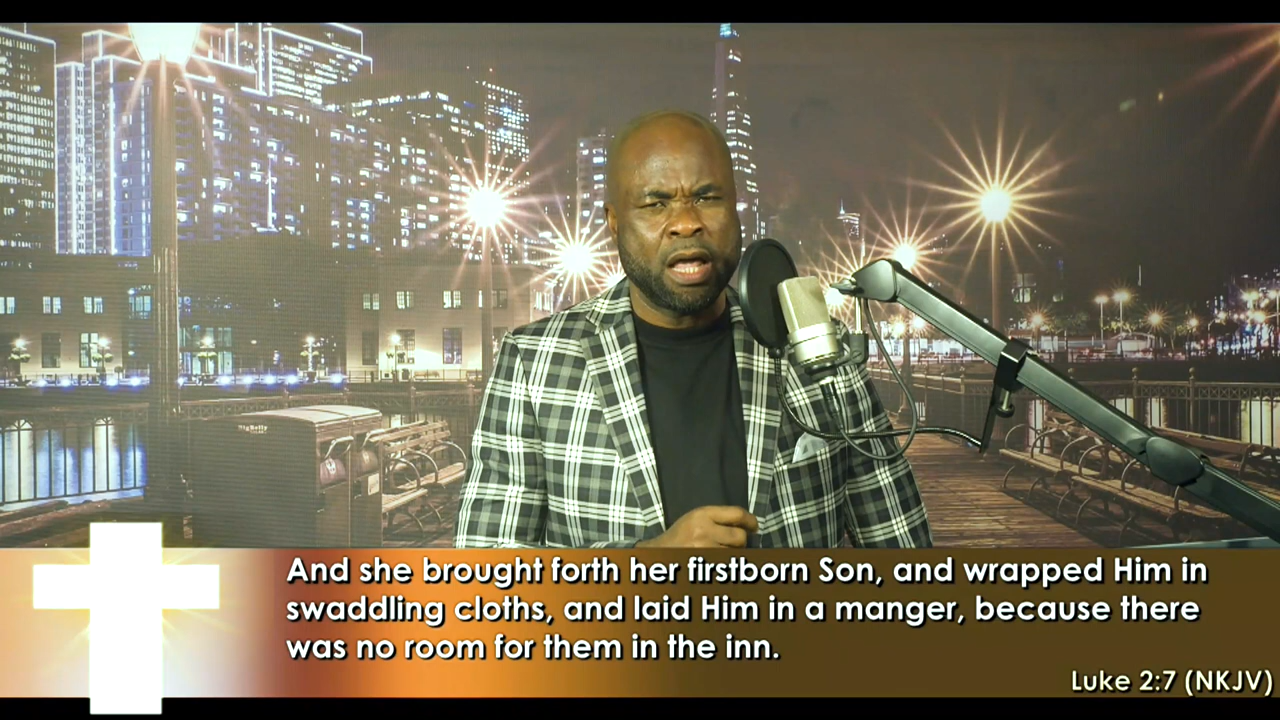 And she brought forth her firstborn Son, and wrapped Him in
swaddling cloths, and laid Him in a manger, because there
was no room for them in the inn.
Luke 2:7 (NKJV)